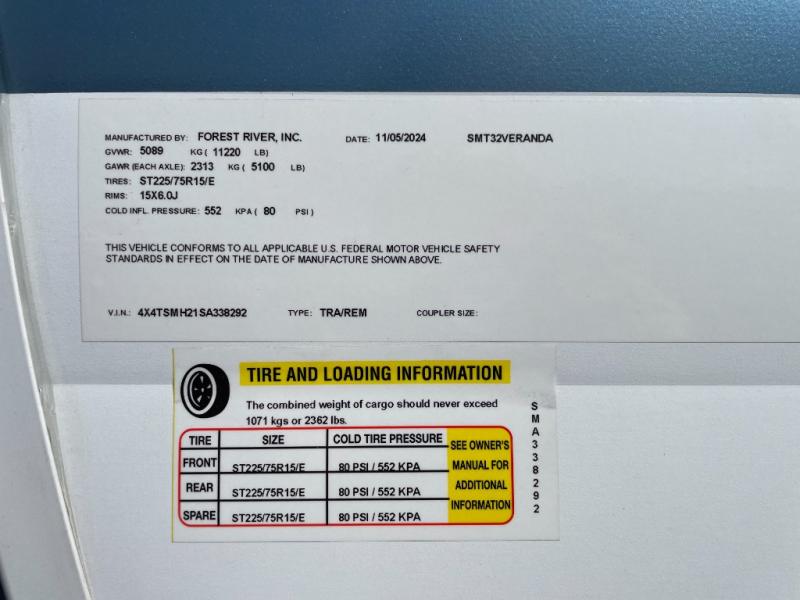 MANUFACTURED BY: FOREST RIVER, INC. DATE: 11/05/2024 SMT32VERANDA
GVWR: 5089 KG ( 11220 LB)
GAWR (EACH AXLE): 2313 KG ( 5100 LB)
TIRES: ST225/75R15/E
RIMS: 15X6.0J
COLD INFL. PRESSURE: 552 KPA ( 80 PSI )
THIS VEHICLE CONFORMS TO ALL APPLICABLE U.S. FEDERAL MOTOR VEHICLE SAFETY
STANDARDS IN EFFECT ON THE DATE OF MANUFACTURE SHOWN ABOVE.
V.I.N.: 4X4TSMH21SA338292 TYPE: TRA/REM COUPLER SIZE:
TIRE AND LOADING INFORMATION
The combined weight of cargo should never exceed
1071 kgs or 2362 lbs.
TIRE SIZE COLD TIRE PRESSURE
FRONT ST225/75R15/E 80 PSI / 552 KPA
REAR ST225/75R15/E 80 PSI / 552 KPA
SPARE ST225/75R15/E 80 PSI / 552 KPA
SEE OWNER'S
MANUAL FOR
ADDITIONAL
INFORMATION
SMA338292